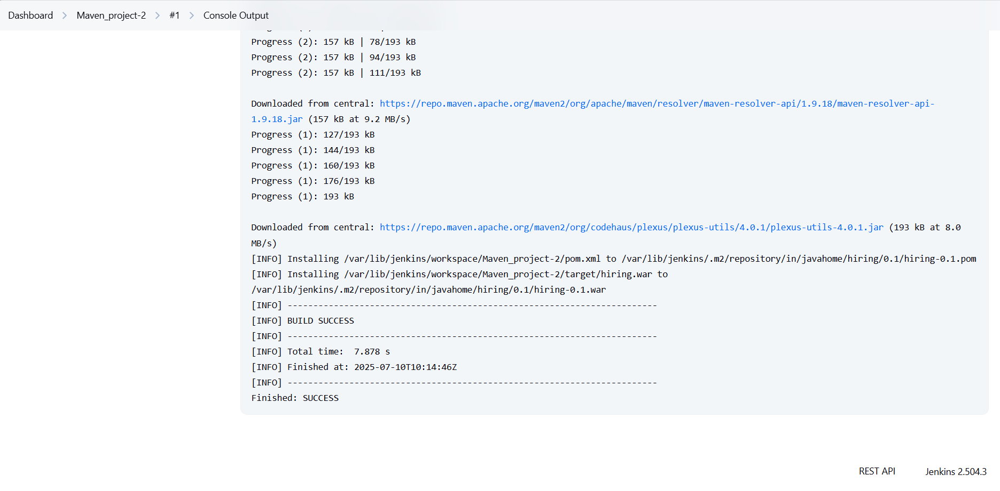 Dashboard > Maven_project-2 > #1 > Console Output
Progress (2): 157 kB | 78/193 kB
Progress (2): 157 kB | 94/193 kB
Progress (2): 157 kB | 111/193 kB
Downloaded from central: https://repo.maven.apache.org/maven2/org/apache/maven/resolver/maven-resolver-api/1.9.18/maven-resolver-api-
1.9.18.jar (157 kB at 9.2 MB/s)
Progress (1): 127/193 kB
Progress (1): 144/193 kB
Progress (1): 160/193 kB
Progress (1): 176/193 kB
Progress (1): 193 kB
Downloaded from central: https://repo.maven.apache.org/maven2/org/codehaus/plexus/plexus-utils/4.0.1/plexus-utils-4.0.1.jar (193 kB at 8.0
MB/s)
[INFO] Installing /var/lib/jenkins/workspace/Maven_project-2/pom.xml to /var/lib/jenkins/.m2/repository/in/javahome/hiring/0.1/hiring-0.1.pom
[INFO] Installing /var/lib/jenkins/workspace/Maven_project-2/target/hiring.war to
/var/lib/jenkins/.m2/repository/in/javahome/hiring/0.1/hiring-0.1.war
[INFO] ------------------------------------------------------------------------
[INFO] BUILD SUCCESS
[INFO] ------------------------------------------------------------------------
[INFO] Total time:  7.878 s
[INFO] Finished at: 2025-07-10T10:14:46Z
[INFO] ------------------------------------------------------------------------
Finished: SUCCESS
REST API Jenkins 2.504.3